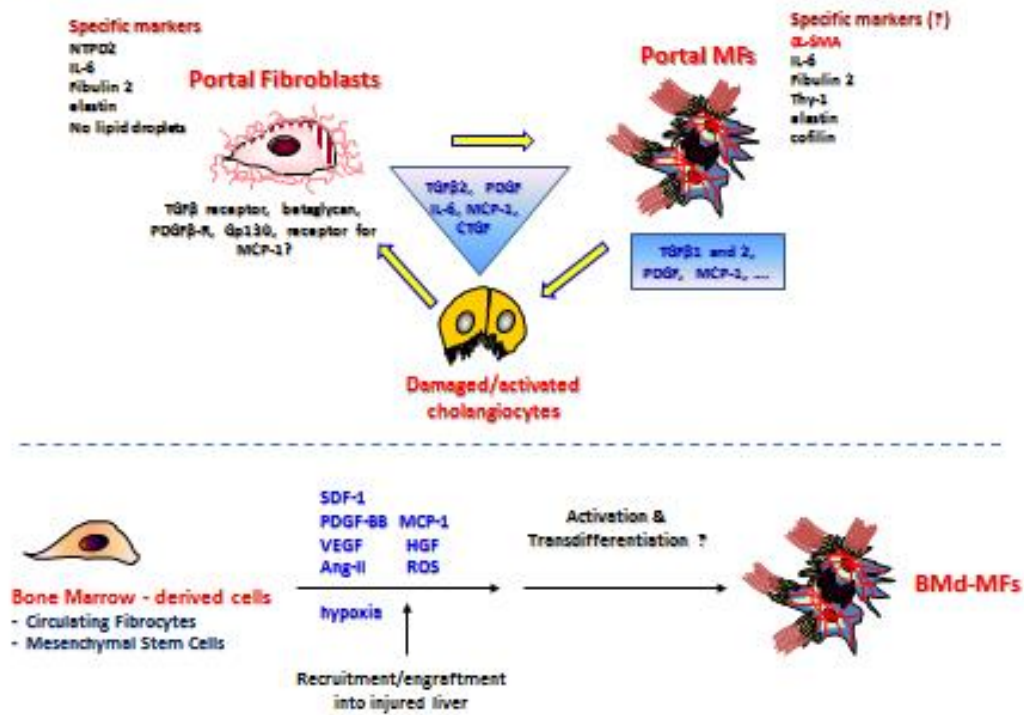 Specific markers
NTPD2
IL-6
Fibulin 2
elastin
No lipid droplets
Portal Fibroblasts
TGFβ receptor, betaglycan,
PDGFβ-R, Gp130, receptor for
MCP-1?
Portal MFs
Specific markers (?)
α-SMA
IL-6
Fibulin 2
Thy-1
elastin
cofilin
TGFβ2, PDGF
IL-6, MCP-1,
CTGF
TGFβ1 and 2,
PDGF, MCP-1, ....
Damaged/activated
cholangiocytes
Bone Marrow - derived cells
- Circulating Fibrocytes
- Mesenchymal Stem Cells
SDF-1
PDGF-BB MCP-1
VEGF HGF
Ang-II ROS
hypoxia
Recruitment/engraftment
into injured liver
Activation &
Transdifferentiation ?
BMd-MFs